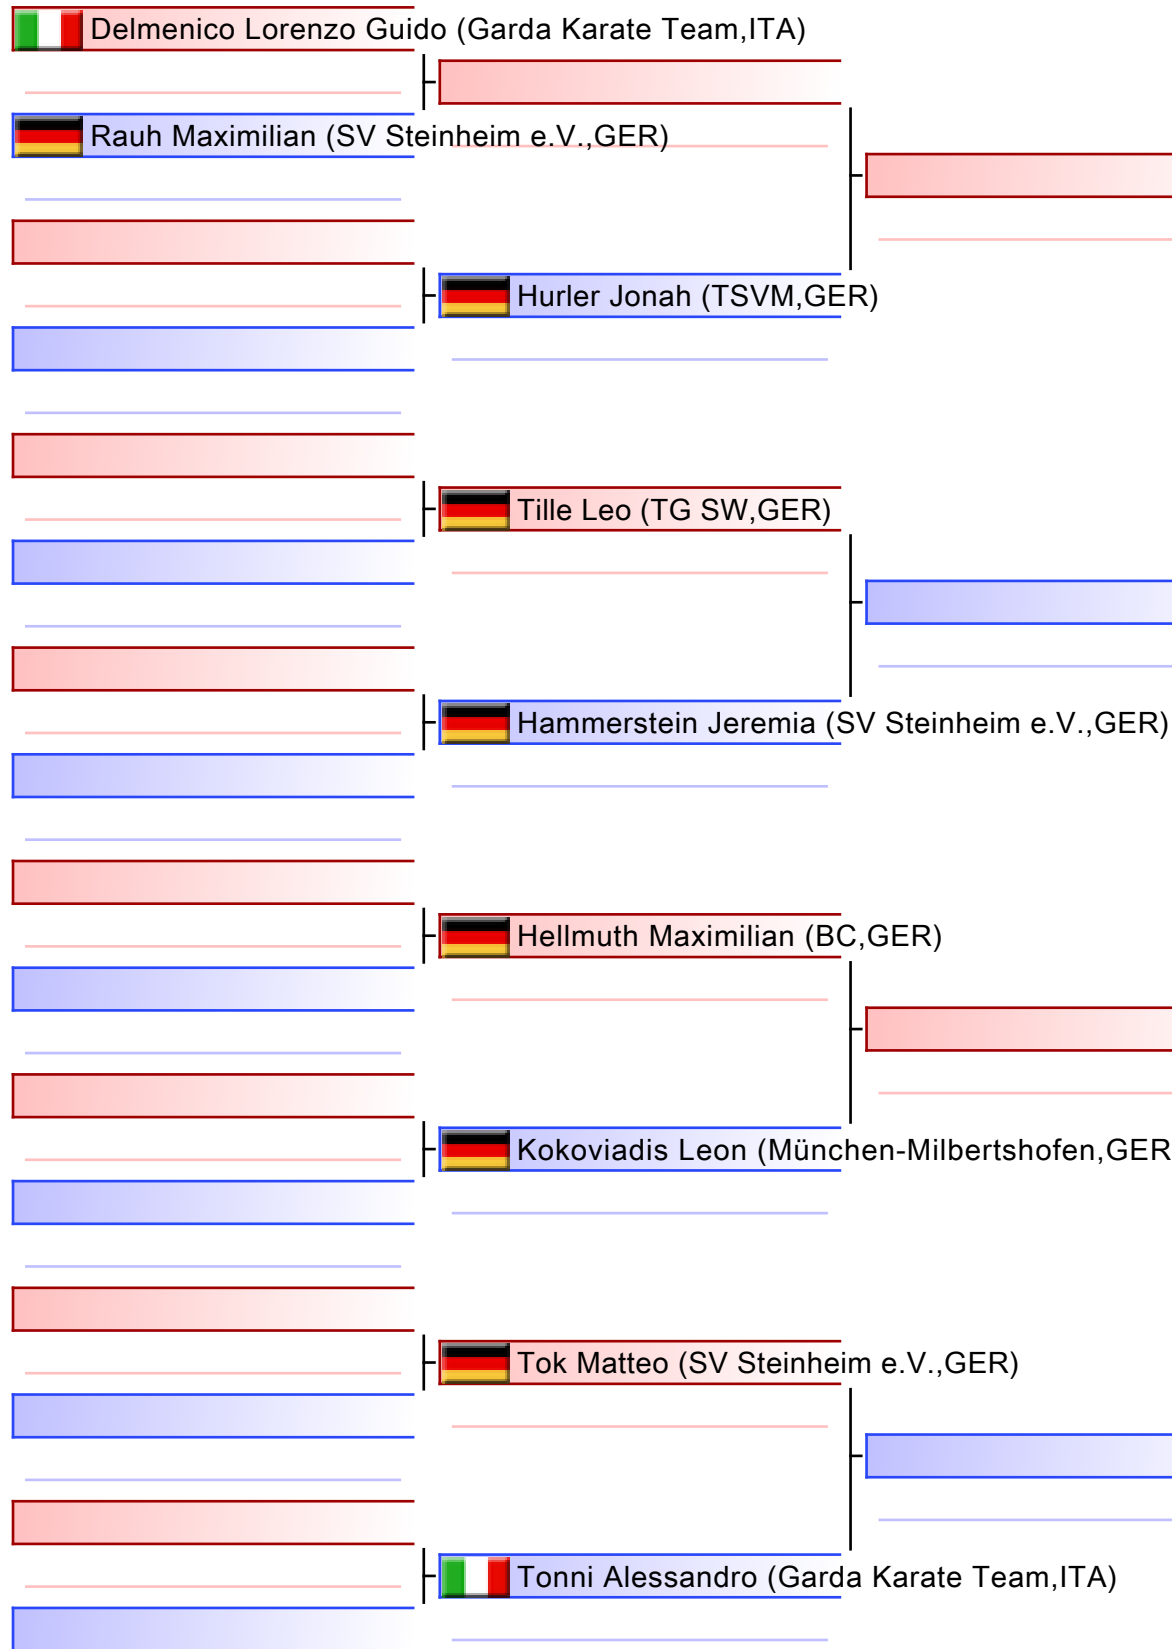 Delmenico Lorenzo Guido (Garda Karate Team,ITA)
Rauh Maximilian (SV Steinheim e.V.,GER)
Hurler Jonah (TSVM,GER)
Tille Leo (TG SW,GER)
Hammerstein Jeremia (SV Steinheim e.V.,GER)
Hellmuth Maximilian (BC,GER)
Kokoviadis Leon (München-Milbertshofen,GER
Tok Matteo (SV Steinheim e.V.,GER)
Tonni Alessandro (Garda Karate Team,ITA)